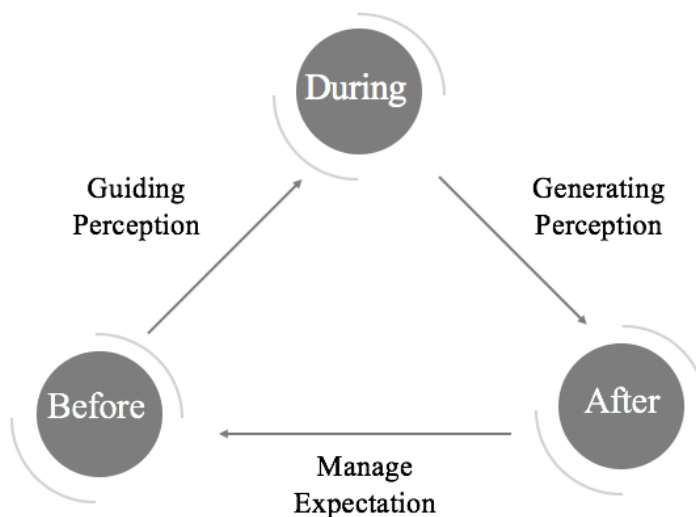 During
Guiding
Perception
Generating
Perception
Before
After
Manage
Expectation